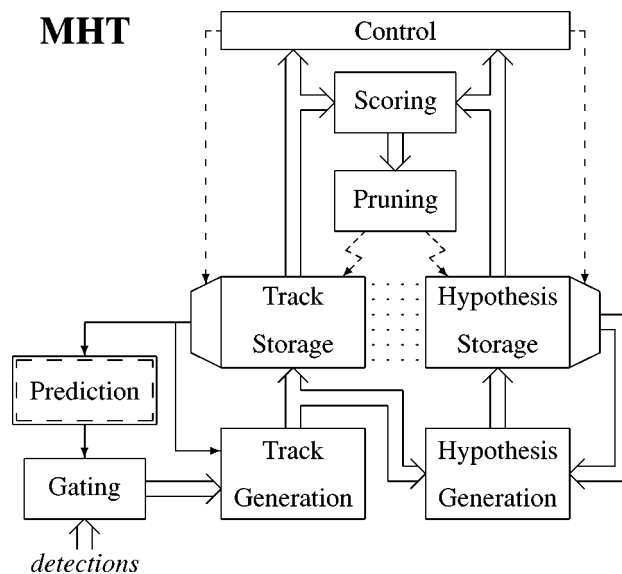 MHT
Control
Scoring
Pruning
Track
Storage
Hypothesis
Storage
Prediction
Track
Generation
Hypothesis
Generation
Gating
detections